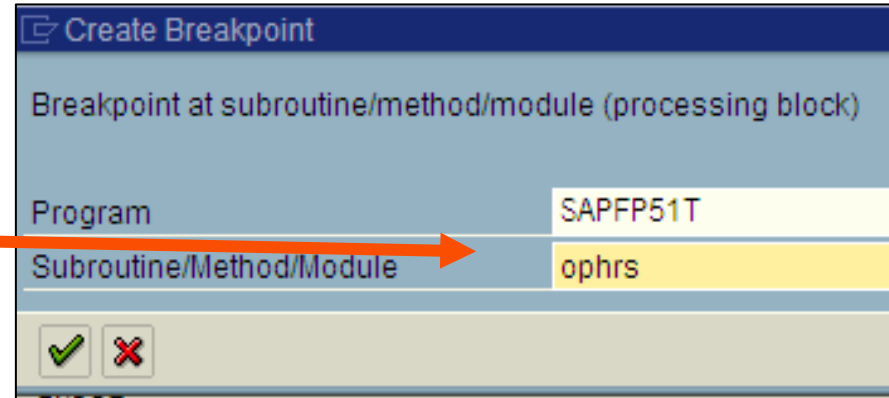 Create Breakpoint
Breakpoint at subroutine/method/module (processing block)
Program SAPFP51T
Subroutine/Method/Module ophrs